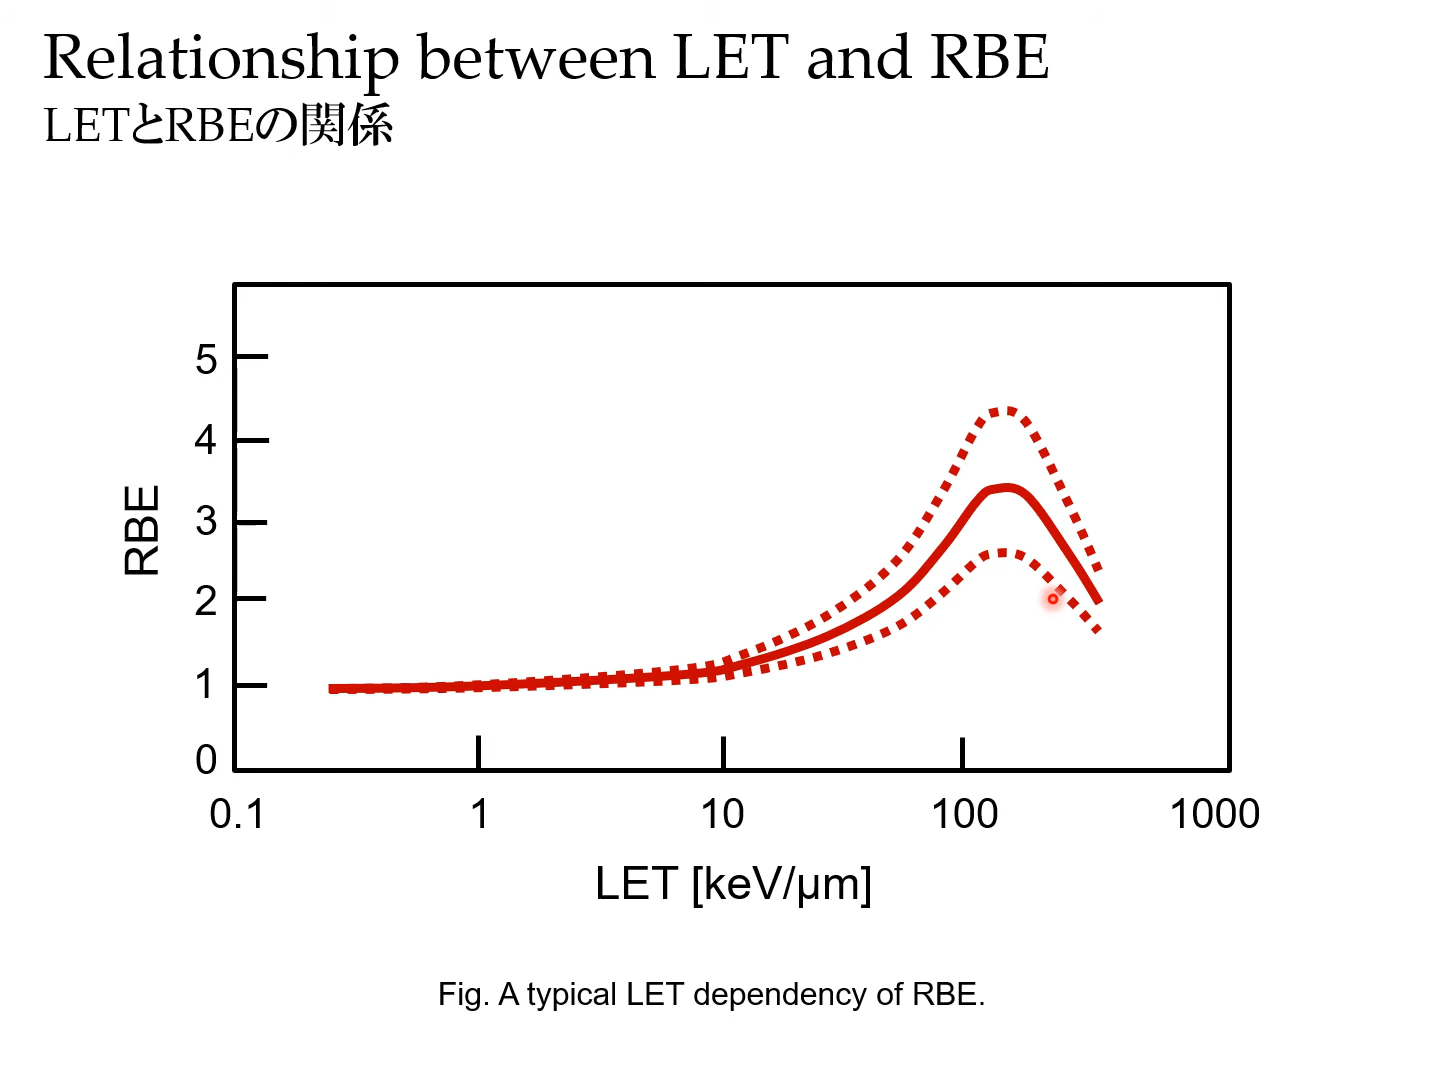 Relationship between LET and RBE
LETとRBEの関係
5
4
3
2
1
0
RBE
0.1 1 10 100 1000
LET [keV/μm]
Fig. A typical LET dependency of RBE.